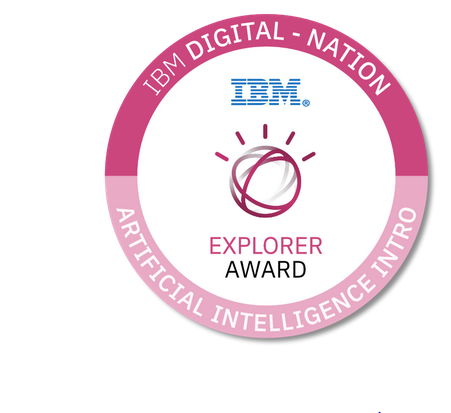 IBM DIGITAL - NATION
IBM®
EXPLORER
AWARD
ARTIFICIAL INTELLIGENCE INTRO